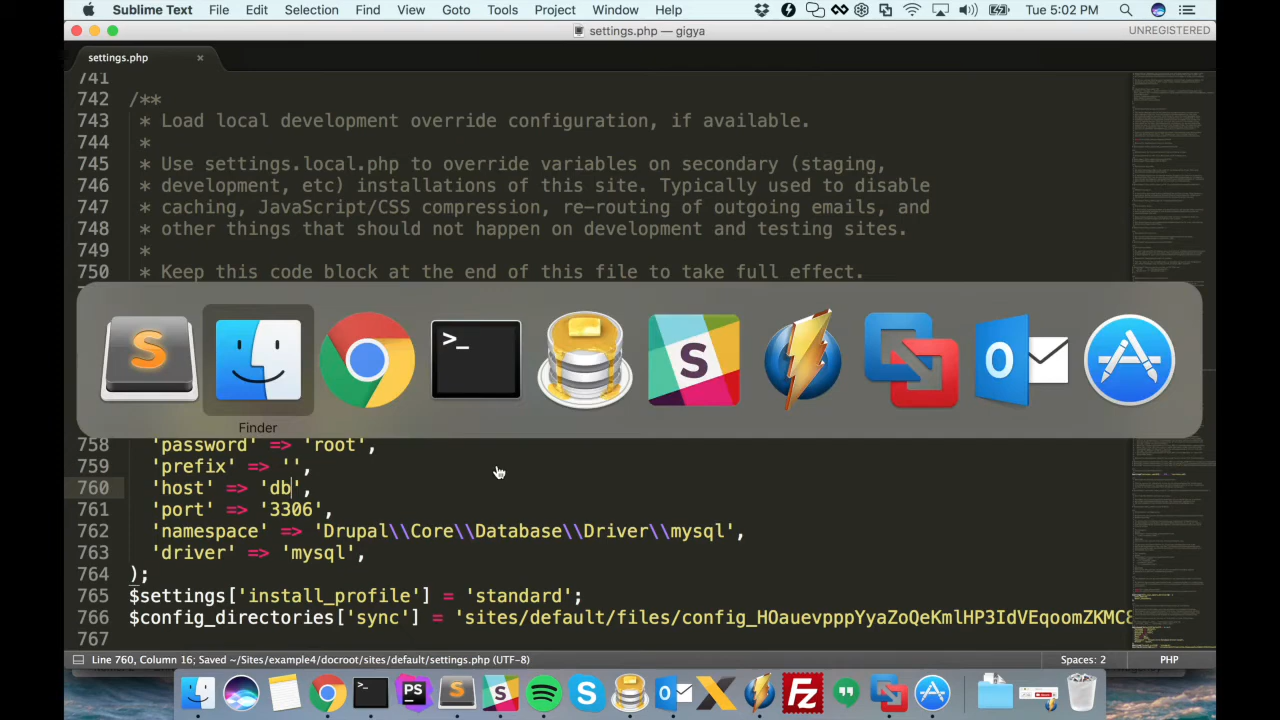 Sublime Text File Edit Selection Find View Goto Tools Project Window Help Tue 5:02 PM
settings.php — gigya
UNREGISTERED
settings.php ×
741
742 /**
743 * Load local development override configuration, if available.
744 *
745 * Use settings.local.php to override variables on secondary (staging,
746 * development, etc) installations of this site. Typically used to disable
747 * caching, JavaScript/CSS compression, re-routing of outgoing emails, and
748 * other things that should not happen on development and testing sites.
749 *
750 * Keep this code block at the end of this file to take full effect.
S >_ S O
Finder
758 'password' => 'root',
759 'prefix' => '',
760 'host' => 'db',
761 'port' => '3306',
762 'namespace' => 'Drupal\\Core\\Database\\Driver\\mysql',
763 'driver' => 'mysql',
764 );
765 $settings['install_profile'] = 'standard';
766 $config_directories['sync'] =
767
Line 760, Column 16; Saved ~/Sites/example4/docroot/sites/default/settings.php (UTF-8) Spaces: 2 PHP
>_ PS S S S O Fz